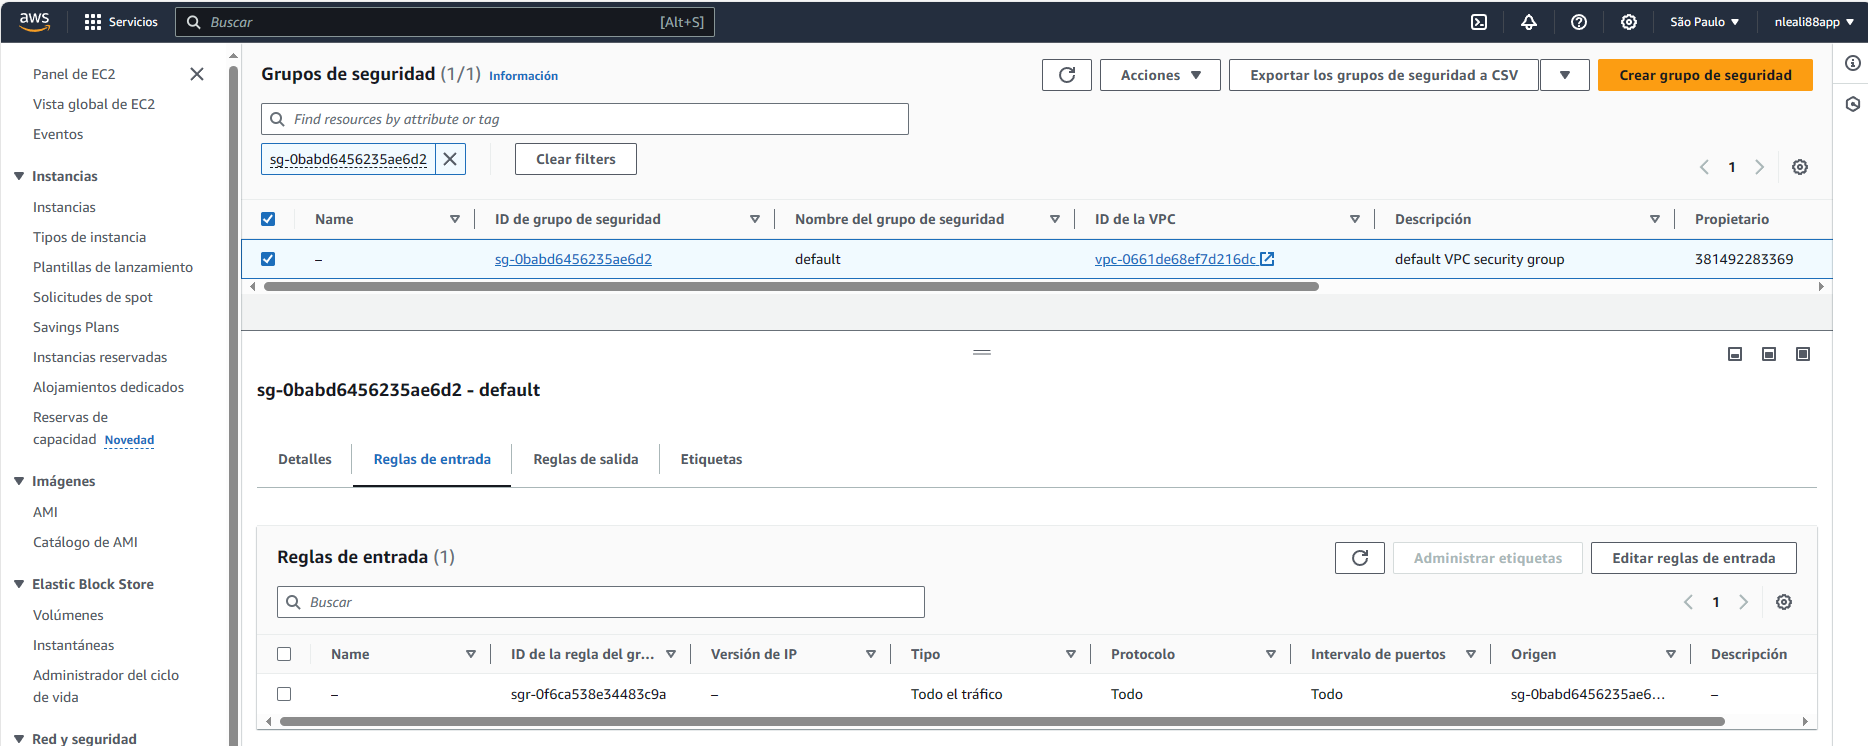 aws
Servicios
Buscar
[Alt+S]
São Paulo
nleali88app
Panel de EC2
Vista global de EC2
Eventos
Instancias
Instancias
Tipos de instancia
Plantillas de lanzamiento
Solicitudes de spot
Savings Plans
Instancias reservadas
Alojamientos dedicados
Reservas de
capacidad Novedad
Imágenes
AMI
Catálogo de AMI
Elastic Block Store
Volúmenes
Instantáneas
Administrador del ciclo
de vida
Red y seguridad
Grupos de seguridad (1/1) Información
Acciones
Exportar los grupos de seguridad a CSV
Crear grupo de seguridad
Find resources by attribute or tag
sg-0babd6456235ae6d2
Clear filters
1
Name ID de grupo de seguridad Nombre del grupo de seguridad ID de la VPC Descripción Propietario
– sg-0babd6456235ae6d2 default vpc-0661de68ef7d216dc default VPC security group 381492283369
sg-0babd6456235ae6d2 - default
Detalles Reglas de entrada Reglas de salida Etiquetas
Reglas de entrada (1)
Administrar etiquetas
Editar reglas de entrada
Buscar
1
Name ID de la regla del gr... Versión de IP Tipo Protocolo Intervalo de puertos Origen Descripción
– sgr-0f6ca538e34483c9a – Todo el tráfico Todo Todo sg-0babd6456235ae6... –